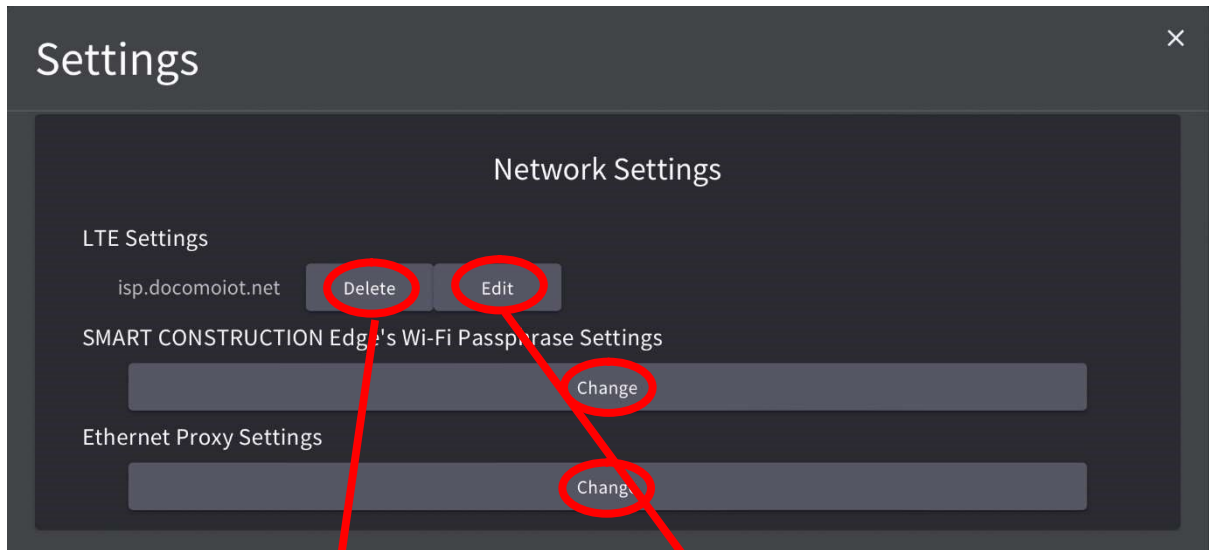 Settings
×
Network Settings
LTE Settings
isp.docomoiot.net Delete Edit
SMART CONSTRUCTION Edge's Wi-Fi Passphrase Settings
Change
Ethernet Proxy Settings
Change